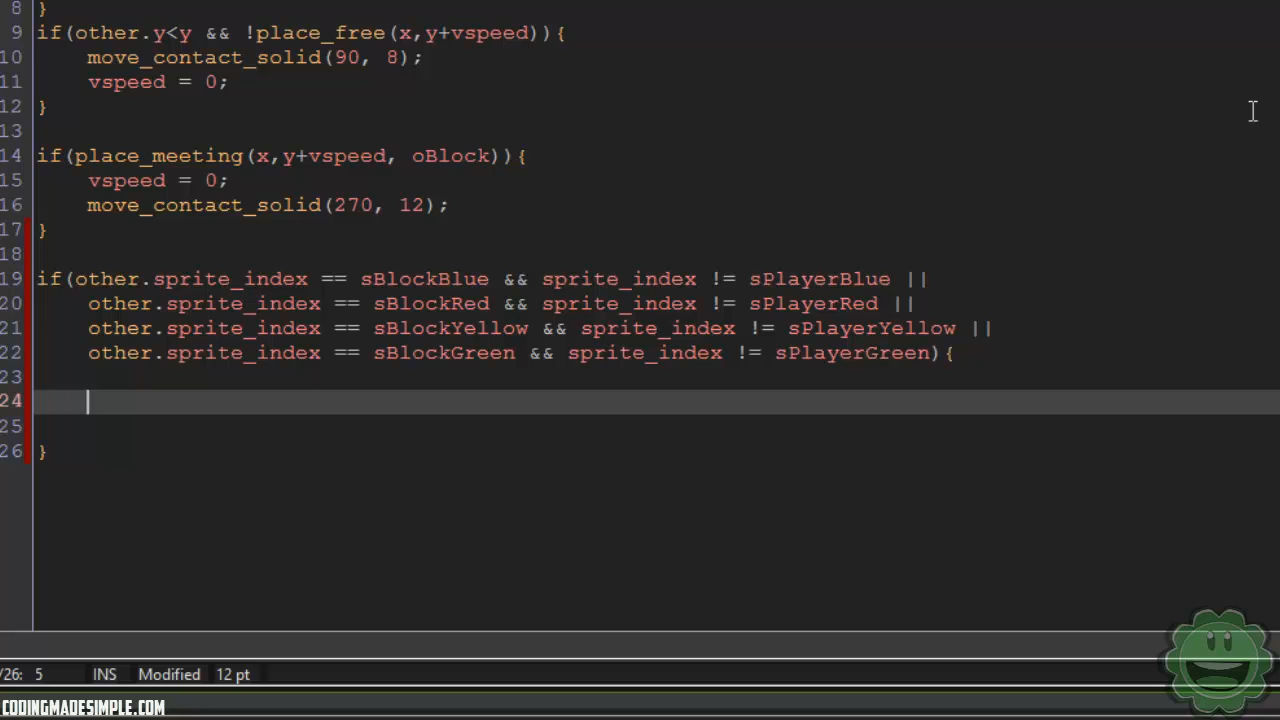 8 }
9 if(other.y<y && !place_free(x,y+vspeed)){
10 move_contact_solid(90, 8);
11 vspeed = 0;
12 }
13
14 if(place_meeting(x,y+vspeed, oBlock)){
15 vspeed = 0;
16 move_contact_solid(270, 12);
17 }
18
19 if(other.sprite_index == sBlockBlue && sprite_index != sPlayerBlue ||
20 other.sprite_index == sBlockRed && sprite_index != sPlayerRed ||
21 other.sprite_index == sBlockYellow && sprite_index != sPlayerYellow ||
22 other.sprite_index == sBlockGreen && sprite_index != sPlayerGreen){
23
24
25
26 }
/26: 5 INS Modified 12 pt
CODINGMADESIMPLE.COM